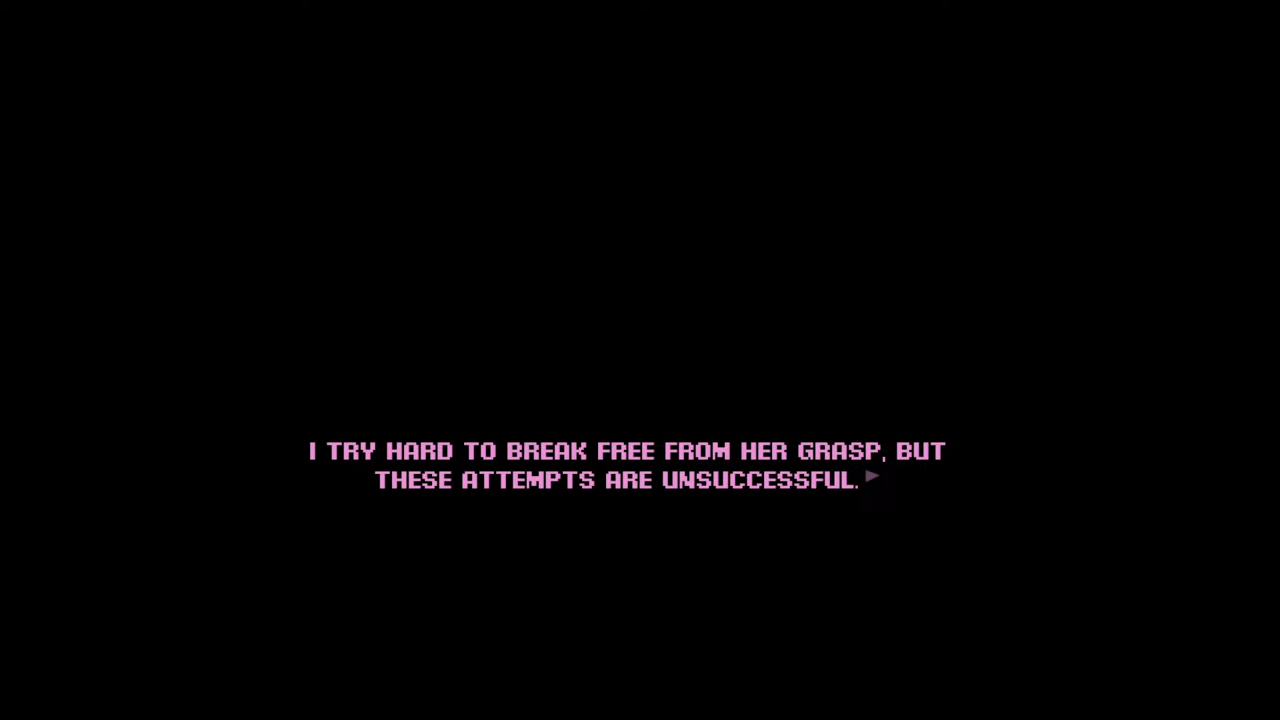 I TRY HARD TO BREAK FREE FROM HER GRASP, BUT
THESE ATTEMPTS ARE UNSUCCESSFUL.